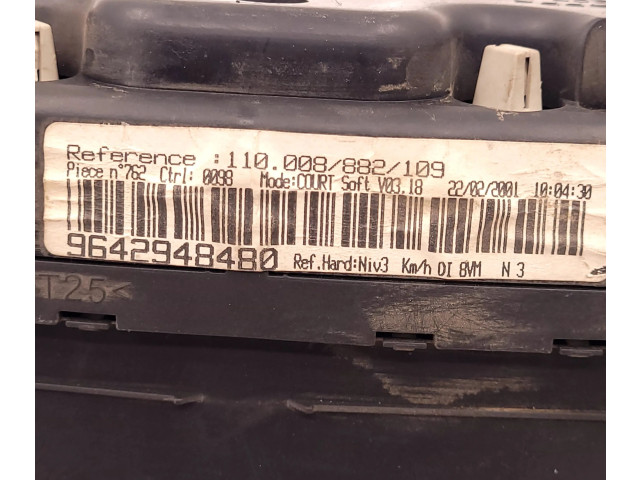 Reference :110.008/882/109
Piece n°762 Ctrl: 0098 Mode:COURT Soft V03.18 22/02/2001 10:04:30
9642948480 Ref.Hard:Niv3 Km/h DI 8VM N 3
T25<